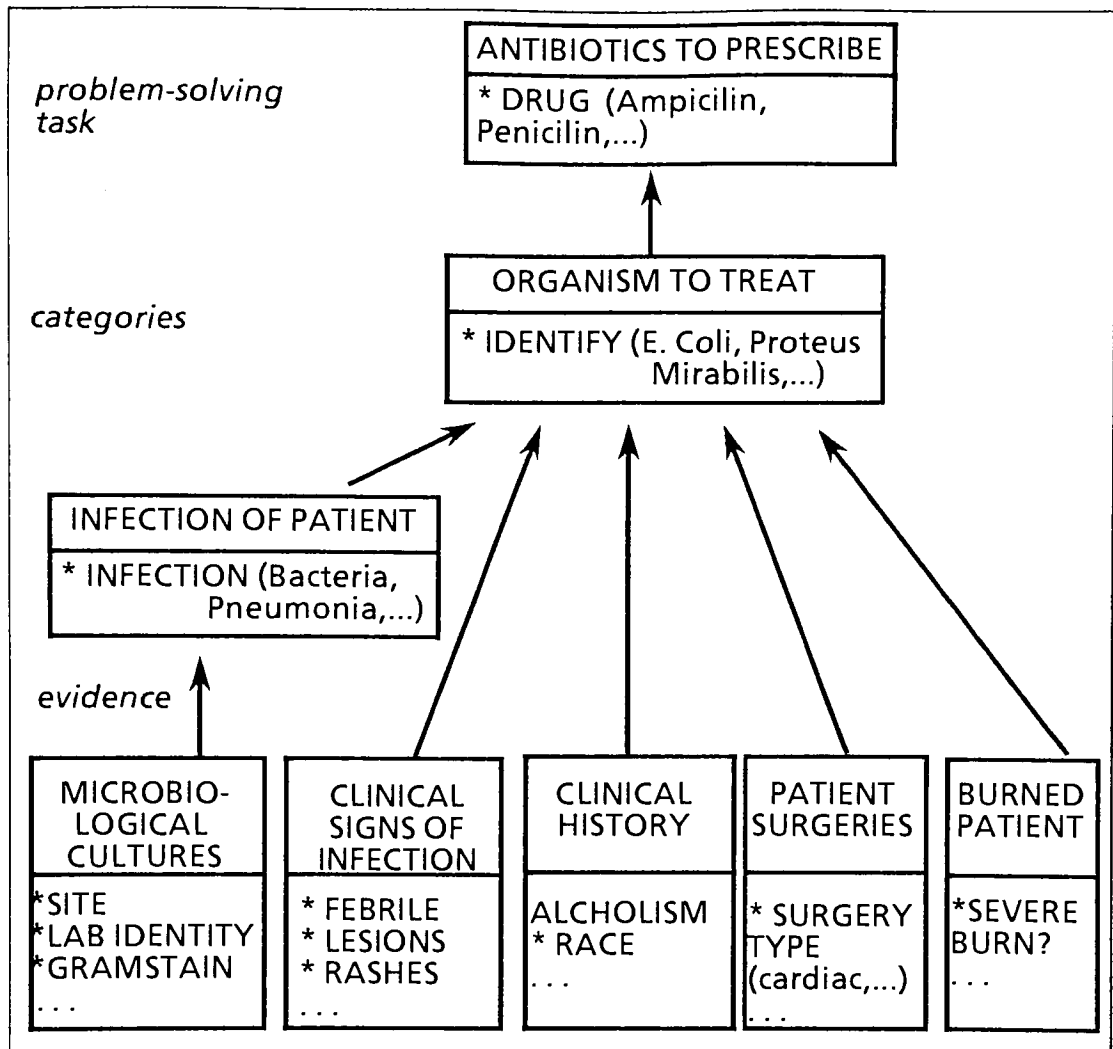 problem-solving
task
ANTIBIOTICS TO PRESCRIBE
* DRUG (Ampicilin,
Penicilin,...)
categories
ORGANISM TO TREAT
* IDENTIFY (E. Coli, Proteus
Mirabilis,...)
INFECTION OF PATIENT
* INFECTION (Bacteria,
Pneumonia,...)
evidence
MICROBIO-
LOGICAL
CULTURES
*SITE
*LAB IDENTITY
*GRAMSTAIN
...
CLINICAL
SIGNS OF
INFECTION
* FEBRILE
* LESIONS
* RASHES
...
CLINICAL
HISTORY
ALCHOLISM
* RACE
...
PATIENT
SURGERIES
* SURGERY
TYPE
(cardiac,...)
...
BURNED
PATIENT
*SEVERE
BURN?
...